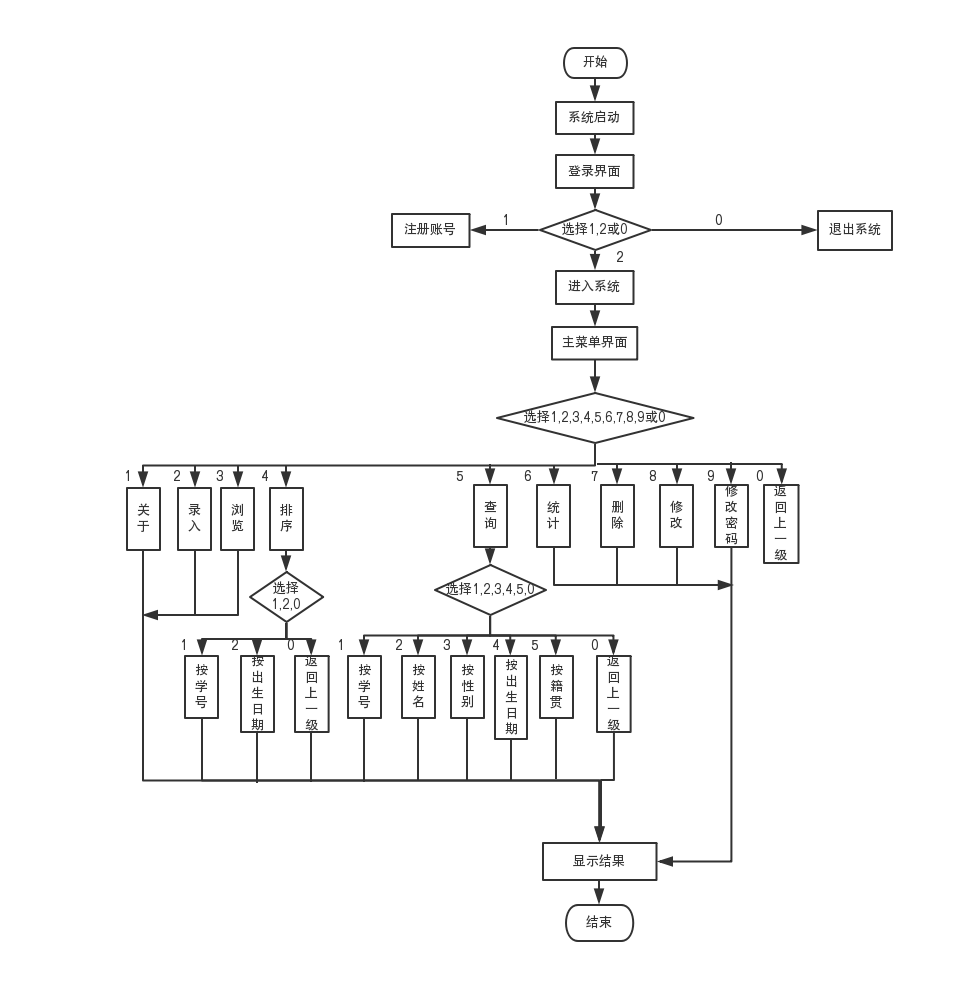 开始
系统启动
登录界面
1
0
注册账号
选择1,2或0
退出系统
2
进入系统
主菜单界面
选择1,2,3,4,5,6,7,8,9或0
1
2
3
4
5
6
7
8
9
0
关于
录入
浏览
排序
查询
统计
删除
修改
修改密码
返回上一级
选择
1,2,0
选择1,2,3,4,5,0
1
2
0
1
2
3
4
5
0
按学号
按出生日期
返回上一级
按学号
按姓名
按性别
按出生日期
按籍贯
返回上一级
显示结果
结束